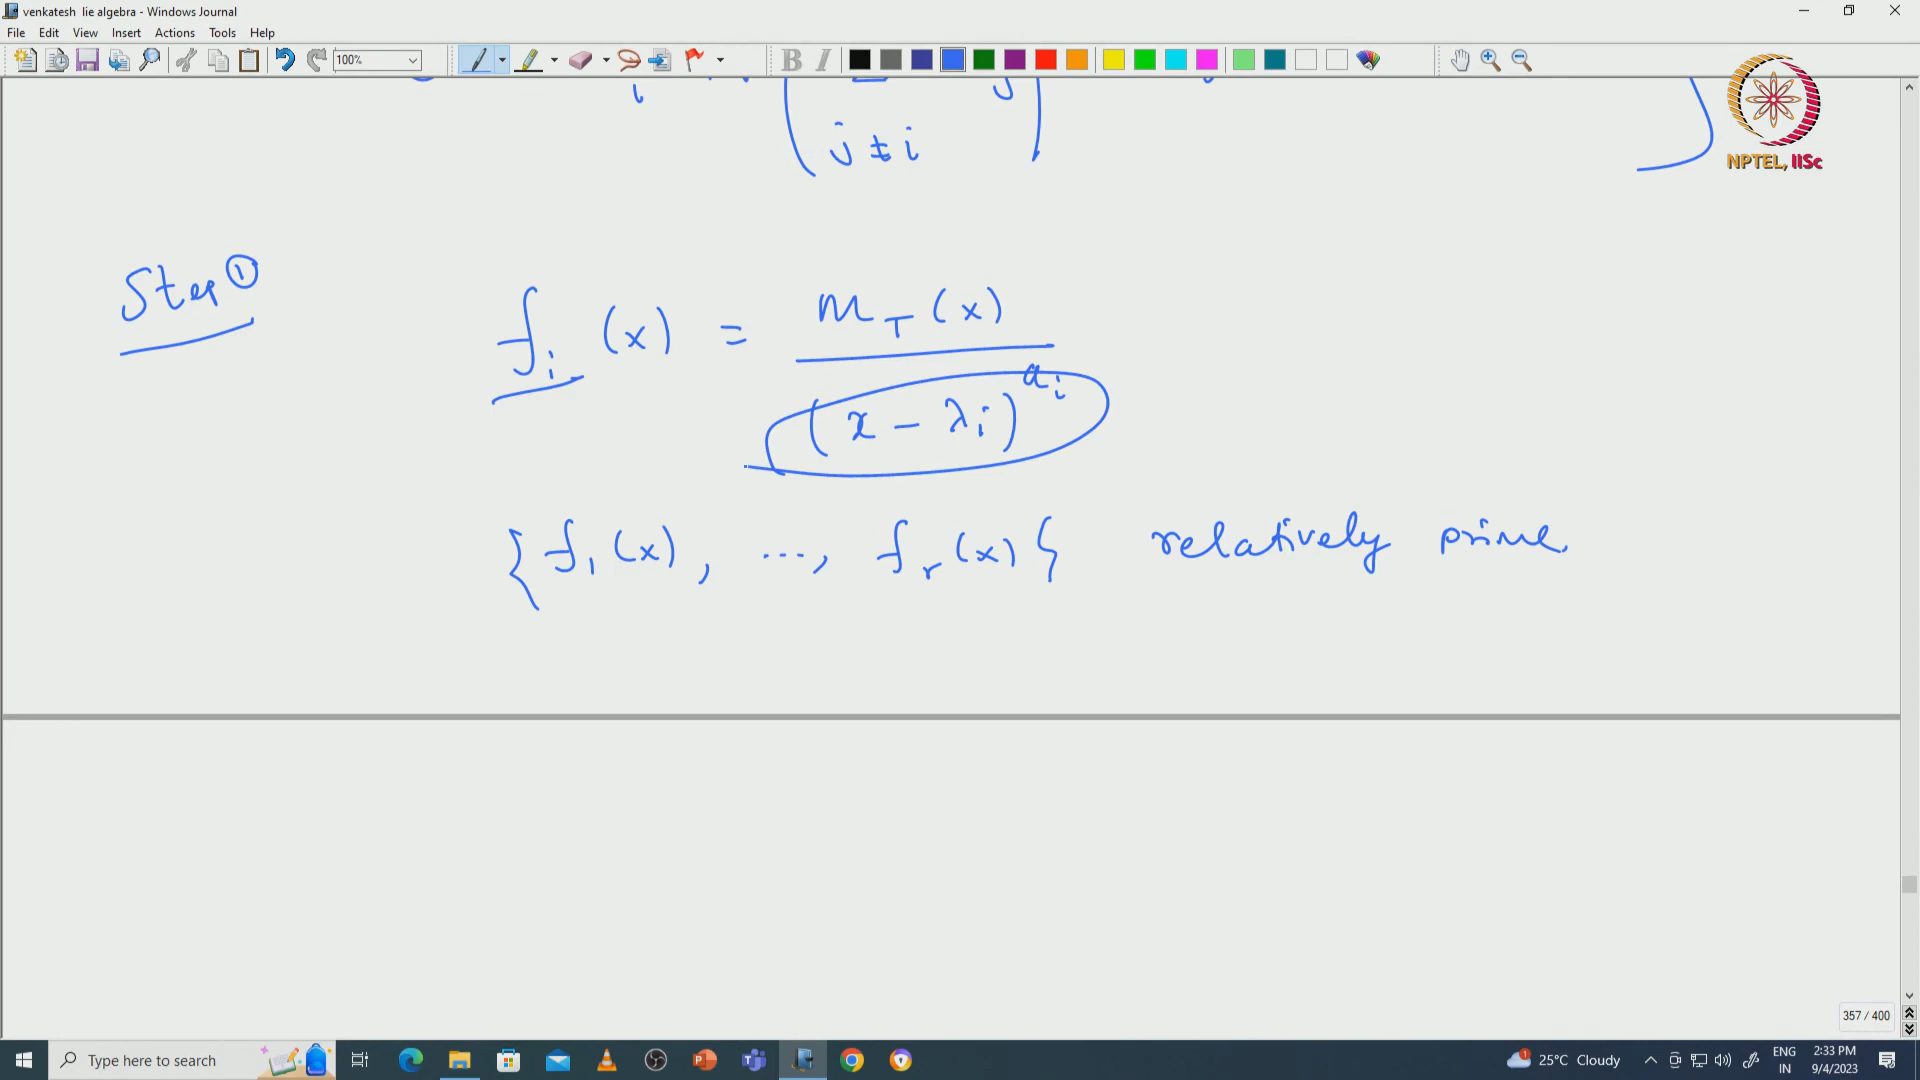 venkatesh lie algebra - Windows Journal
File Edit View Insert Actions Tools Help
100%
B I
NPTEL, IISc
i j
j ≠ i
Step ①
f_i (x) = m_T (x) / (x - λ_i)^{a_i}
{ f_1 (x) , ..., f_r (x) } relatively prime.
357 / 400
Type here to search
25°C Cloudy
ENG
IN
2:33 PM
9/4/2023